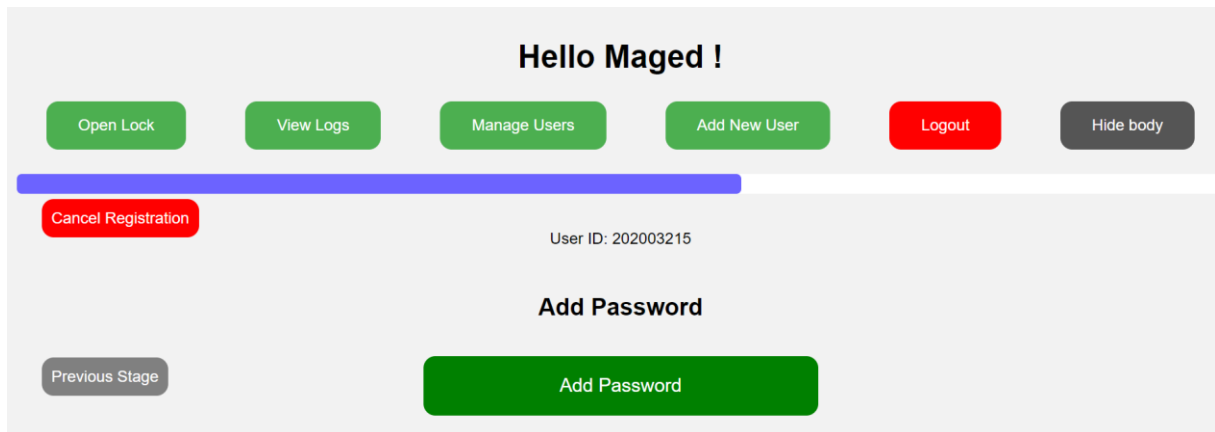 Hello Maged !
Open Lock View Logs Manage Users Add New User Logout Hide body
Cancel Registration
User ID: 202003215
Add Password
Previous Stage Add Password